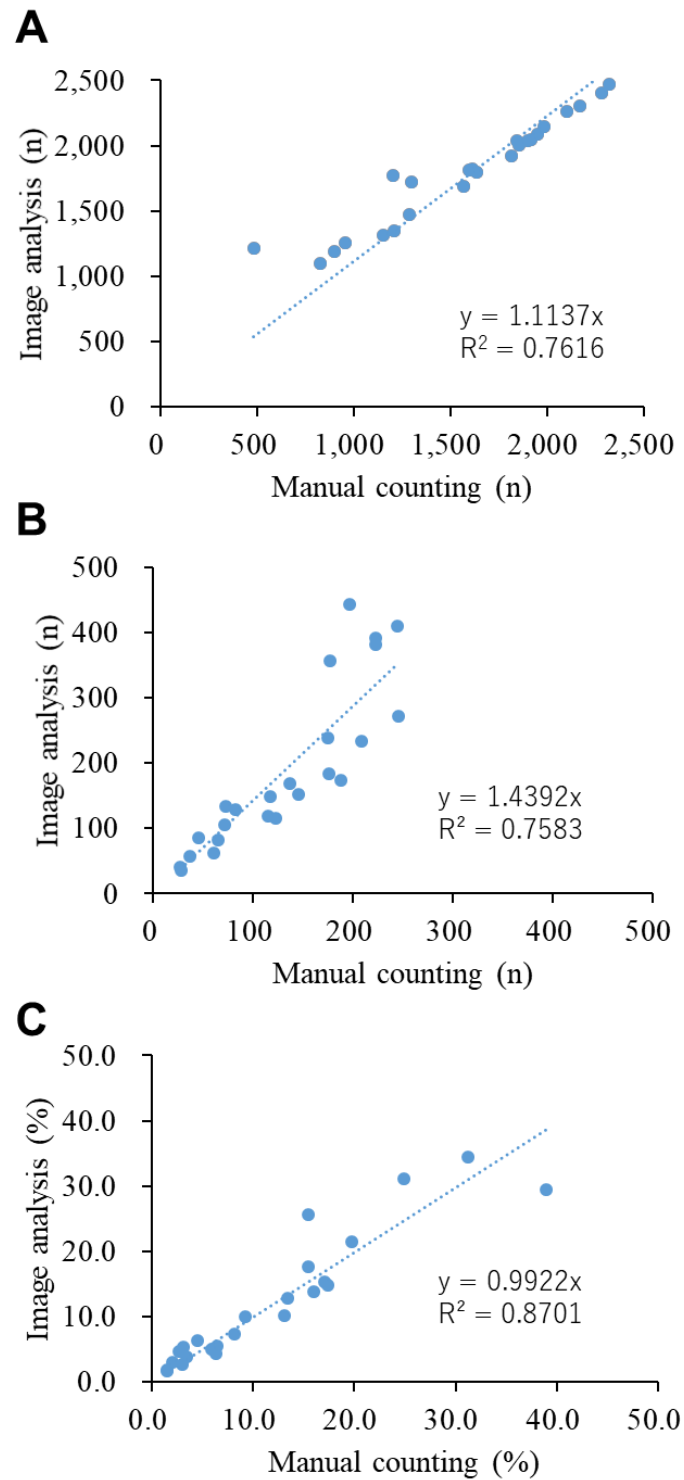 A
2,500
2,000
1,500
1,000
500
0
Image analysis (n)
y = 1.1137x
R² = 0.7616
0 500 1,000 1,500 2,000 2,500
Manual counting (n)
B
500
400
300
200
100
0
Image analysis (n)
y = 1.4392x
R² = 0.7583
0 100 200 300 400 500
Manual counting (n)
C
50.0
40.0
30.0
20.0
10.0
0.0
Image analysis (%)
y = 0.9922x
R² = 0.8701
0.0 10.0 20.0 30.0 40.0 50.0
Manual counting (%)